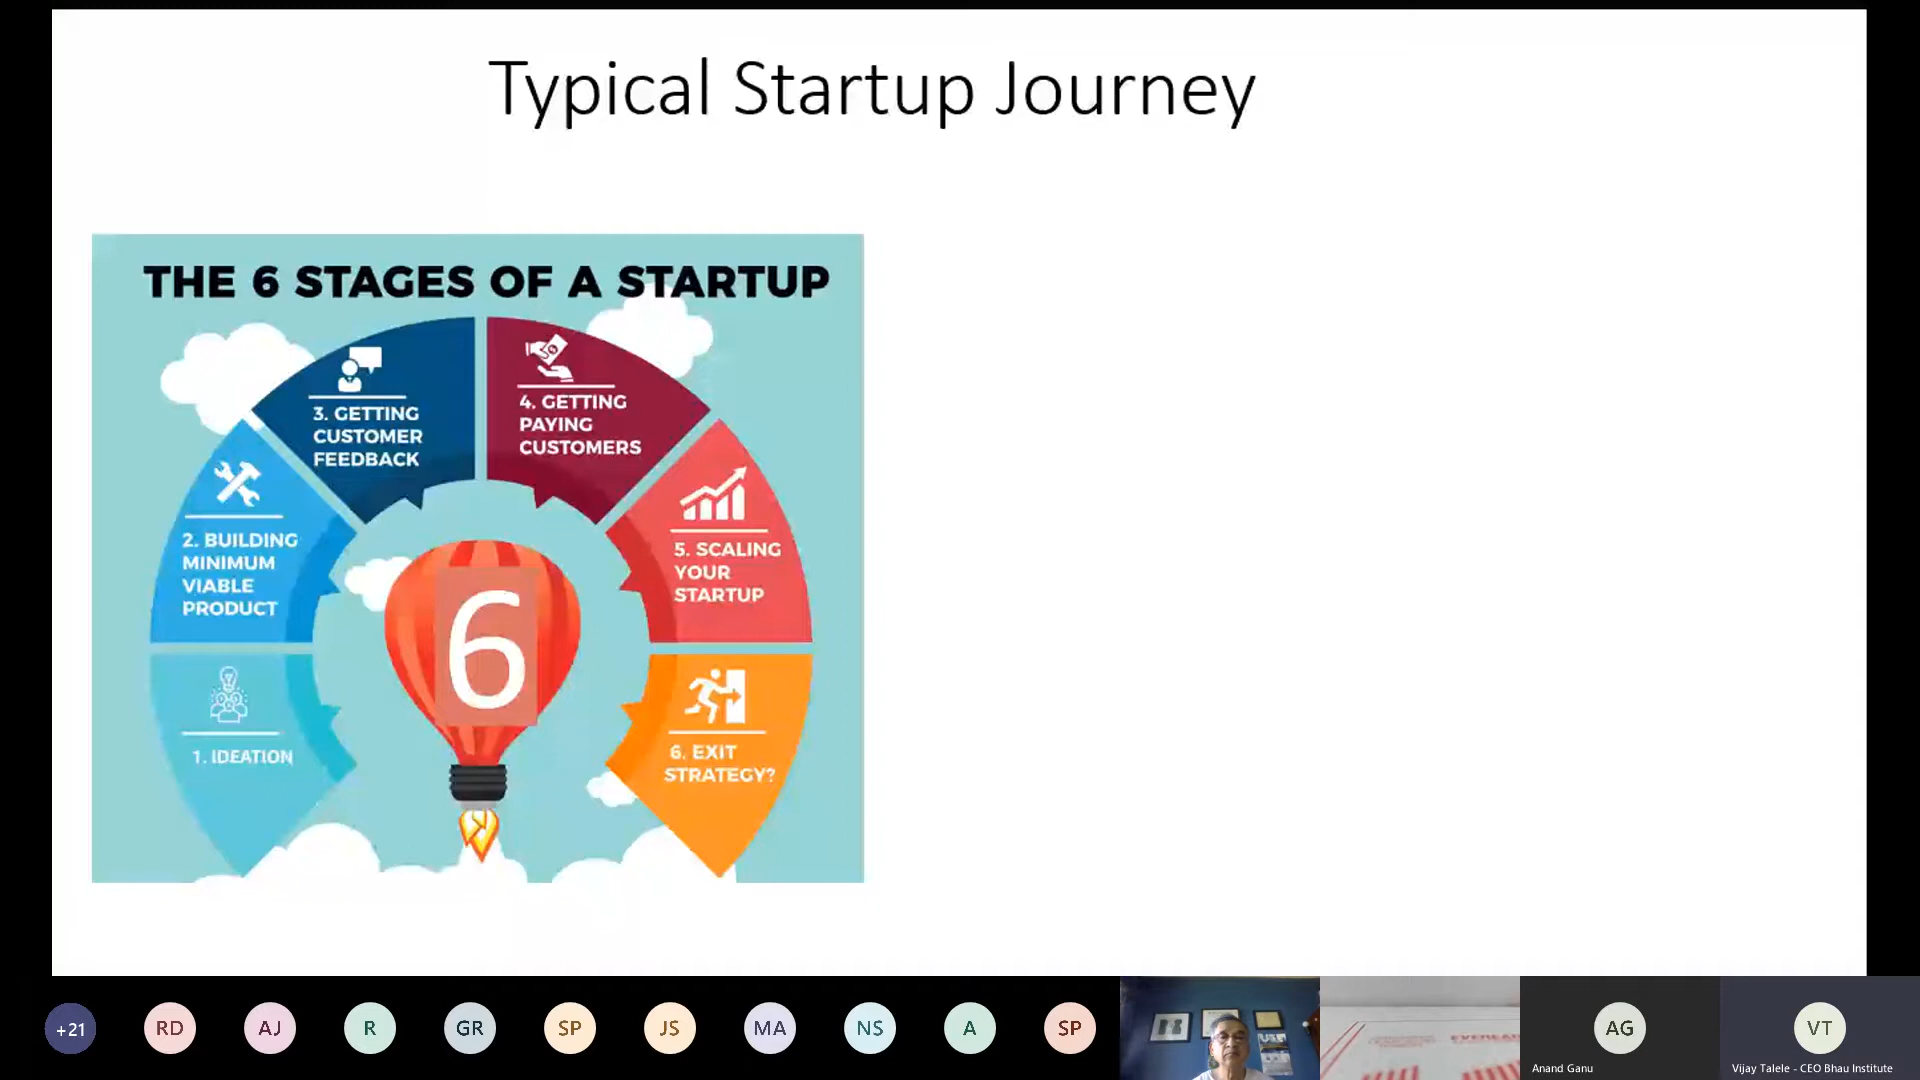 Typical Startup Journey
THE 6 STAGES OF A STARTUP
1. IDEATION
2. BUILDING
MINIMUM
VIABLE
PRODUCT
3. GETTING
CUSTOMER
FEEDBACK
4. GETTING
PAYING
CUSTOMERS
5. SCALING
YOUR
STARTUP
6. EXIT
STRATEGY?
6
+21
RD
AJ
R
GR
SP
JS
MA
NS
A
SP
AG
Anand Ganu
VT
Vijay Talele - CEO Bhau Institute